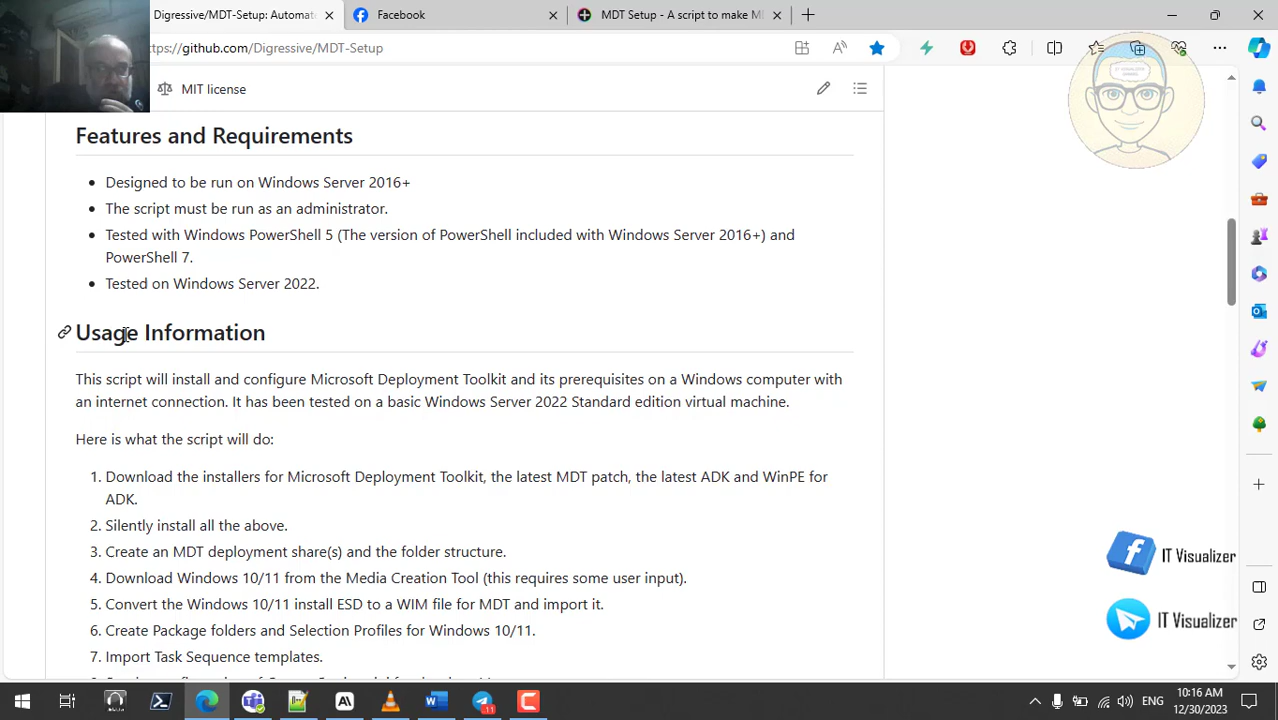 Digressive/MDT-Setup: Automate
Facebook
MDT Setup - A script to make M
ttps://github.com/Digressive/MDT-Setup
MIT license
Features and Requirements
Designed to be run on Windows Server 2016+
The script must be run as an administrator.
Tested with Windows PowerShell 5 (The version of PowerShell included with Windows Server 2016+) and
PowerShell 7.
Tested on Windows Server 2022.
Usage Information
This script will install and configure Microsoft Deployment Toolkit and its prerequisites on a Windows computer with
an internet connection. It has been tested on a basic Windows Server 2022 Standard edition virtual machine.
Here is what the script will do:
1. Download the installers for Microsoft Deployment Toolkit, the latest MDT patch, the latest ADK and WinPE for
ADK.
2. Silently install all the above.
3. Create an MDT deployment share(s) and the folder structure.
4. Download Windows 10/11 from the Media Creation Tool (this requires some user input).
5. Convert the Windows 10/11 install ESD to a WIM file for MDT and import it.
6. Create Package folders and Selection Profiles for Windows 10/11.
7. Import Task Sequence templates.
IT Visualizer
IT Visualizer
ENG
10:16 AM
12/30/2023